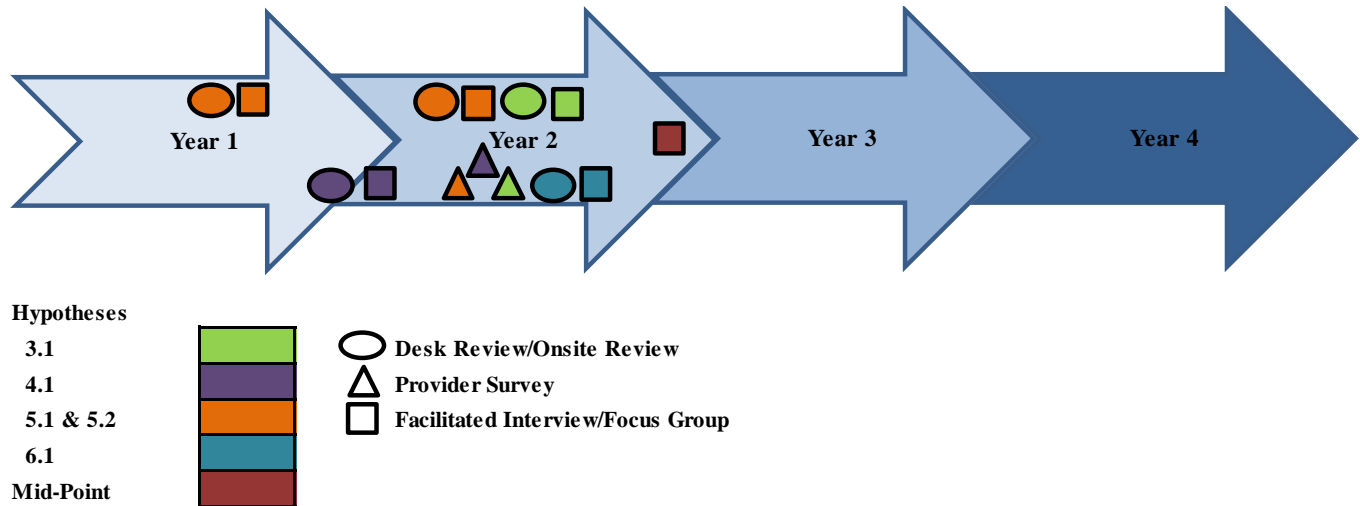 Year 1
Year 2
Year 3
Year 4
Hypotheses
3.1
Desk Review/Onsite Review
4.1
Provider Survey
5.1 & 5.2
Facilitated Interview/Focus Group
6.1
Mid-Point